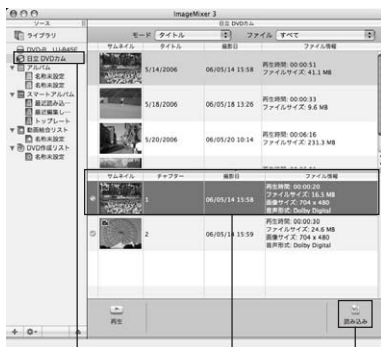 ImageMixer 3
ソース
日立 DVDカム
ライブラリ
モード タイトル
ファイル すべて
サムネイル タイトル 撮影日 ファイル情報
日立 DVDカム
アルバム
名称未設定
名称未設定
スマートアルバム
最近読み込…
最近編集し…
トップレート
動画結合リスト
名称未設定
DVD作成リスト
名称未設定
5/14/2006 06/05/14 15:58
再生時間: 00:00:51
ファイルサイズ: 41.1 MB
5/18/2006 06/05/18 13:26
再生時間: 00:00:33
ファイルサイズ: 9.6 MB
5/20/2006 06/05/20 10:14
再生時間: 00:06:16
ファイルサイズ: 231.3 MB
サムネイル チャプター 撮影日 ファイル情報
1 06/05/14 15:58
再生時間: 00:00:20
ファイルサイズ: 16.5 MB
画像サイズ: 704 x 480
音声形式: Dolby Digital
2 06/05/14 15:59
再生時間: 00:00:30
ファイルサイズ: 24.6 MB
画像サイズ: 704 x 480
音声形式: Dolby Digital
再生
読み込み